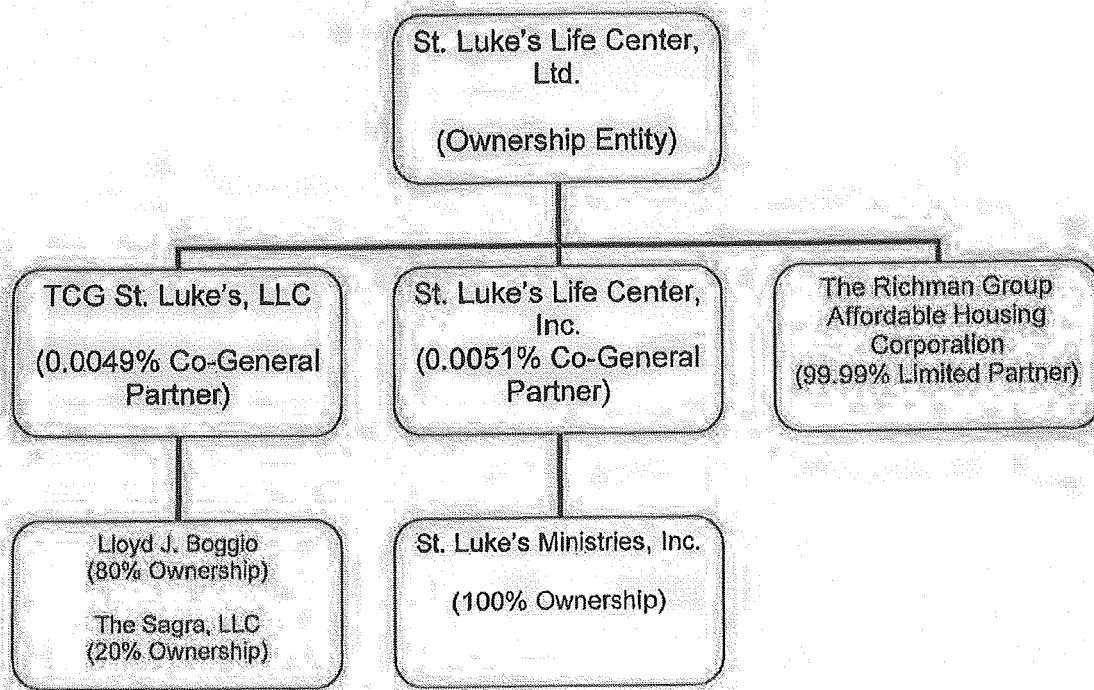 St. Luke's Life Center,
Ltd.
(Ownership Entity)
TCG St. Luke's, LLC
(0.0049% Co-General
Partner)
St. Luke's Life Center,
Inc.
(0.0051% Co-General
Partner)
The Richman Group
Affordable Housing
Corporation
(99.99% Limited Partner)
Lloyd J. Boggio
(80% Ownership)
The Sagra, LLC
(20% Ownership)
St. Luke's Ministries, Inc.
(100% Ownership)